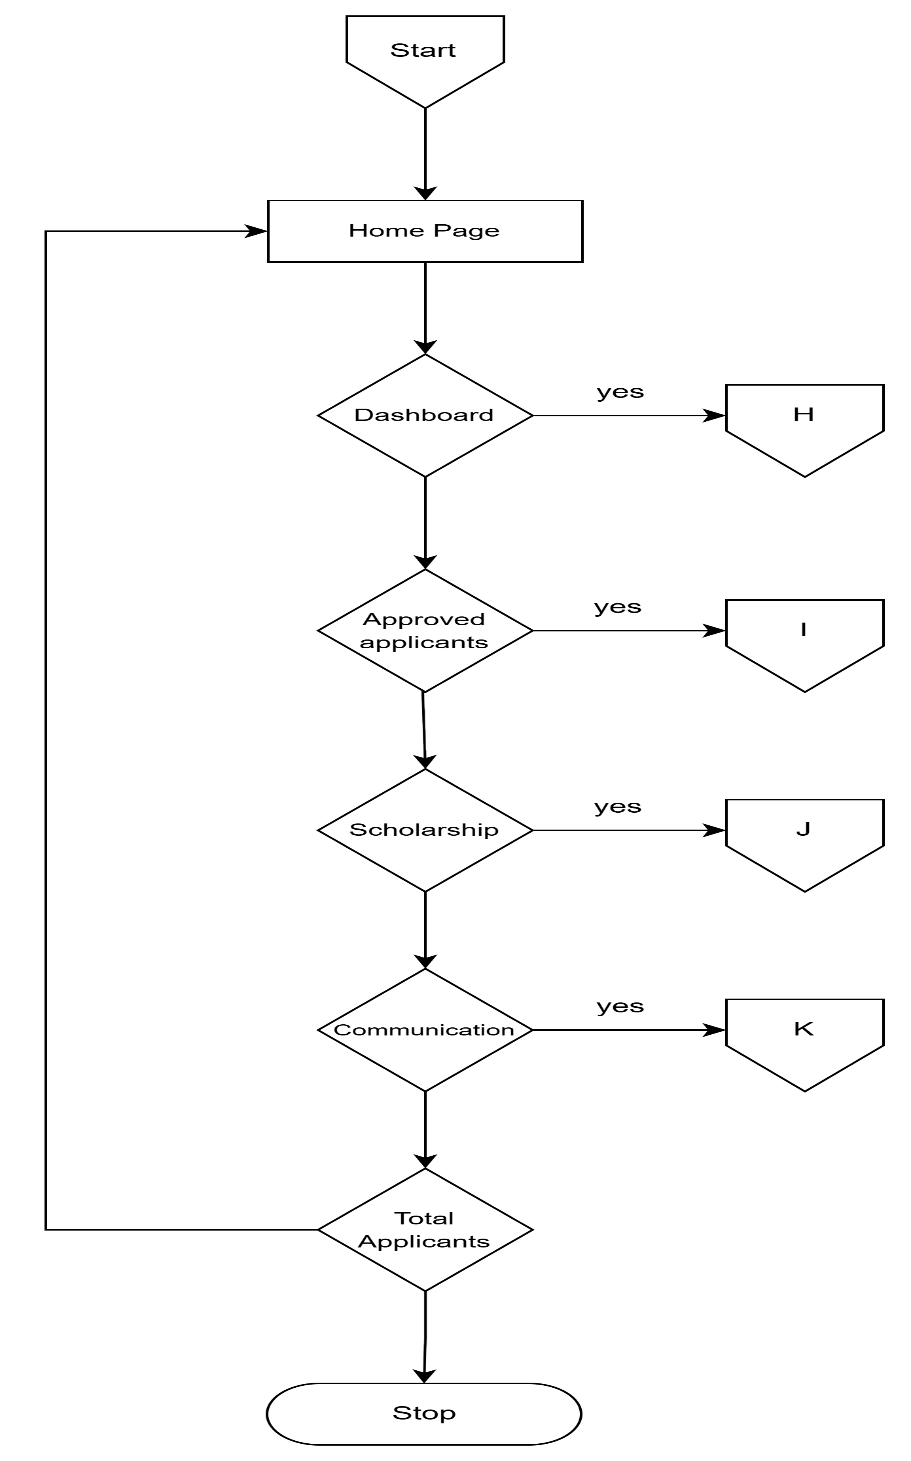 Start
Home Page
Dashboard
yes
H
Approved
applicants
yes
I
Scholarship
yes
J
Communication
yes
K
Total
Applicants
Stop